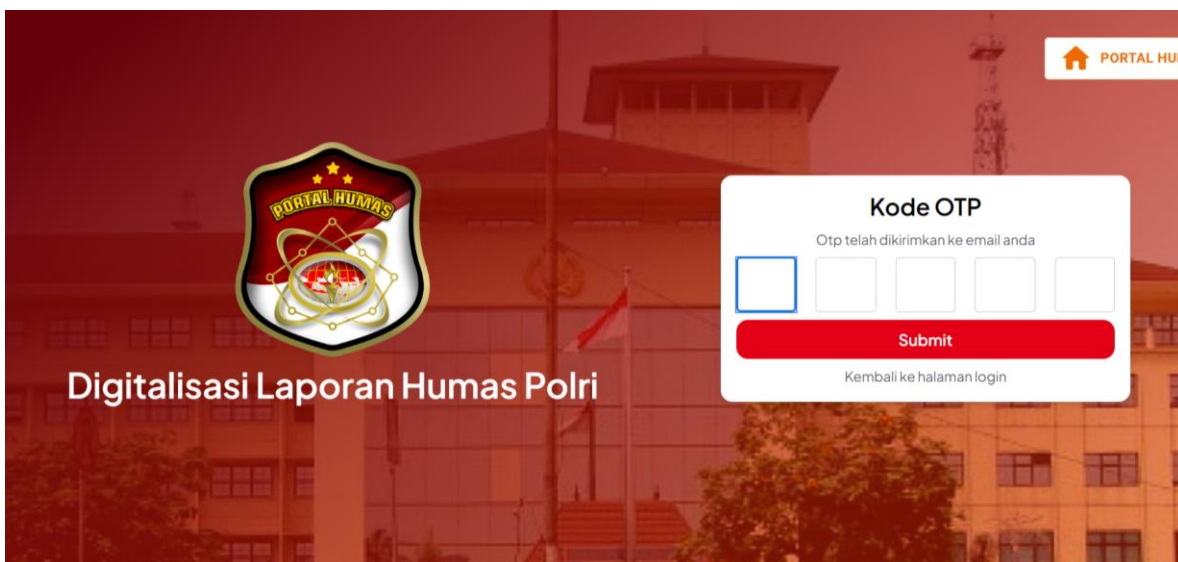 PORTAL HU
PORTAL HUMAS
Digitalisasi Laporan Humas Polri
Kode OTP
Otp telah dikirimkan ke email anda
Submit
Kembali ke halaman login